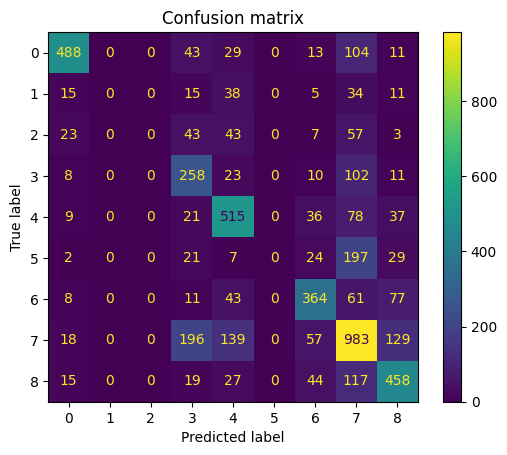 Confusion matrix
0 488 0 0 43 29 0 13 104 11
1 15 0 0 15 38 0 5 34 11
2 23 0 0 43 43 0 7 57 3
3 8 0 0 258 23 0 10 102 11
4 9 0 0 21 515 0 36 78 37
5 2 0 0 21 7 0 24 197 29
6 8 0 0 11 43 0 364 61 77
7 18 0 0 196 139 0 57 983 129
8 15 0 0 19 27 0 44 117 458
0 1 2 3 4 5 6 7 8
True label
Predicted label
800
600
400
200
0